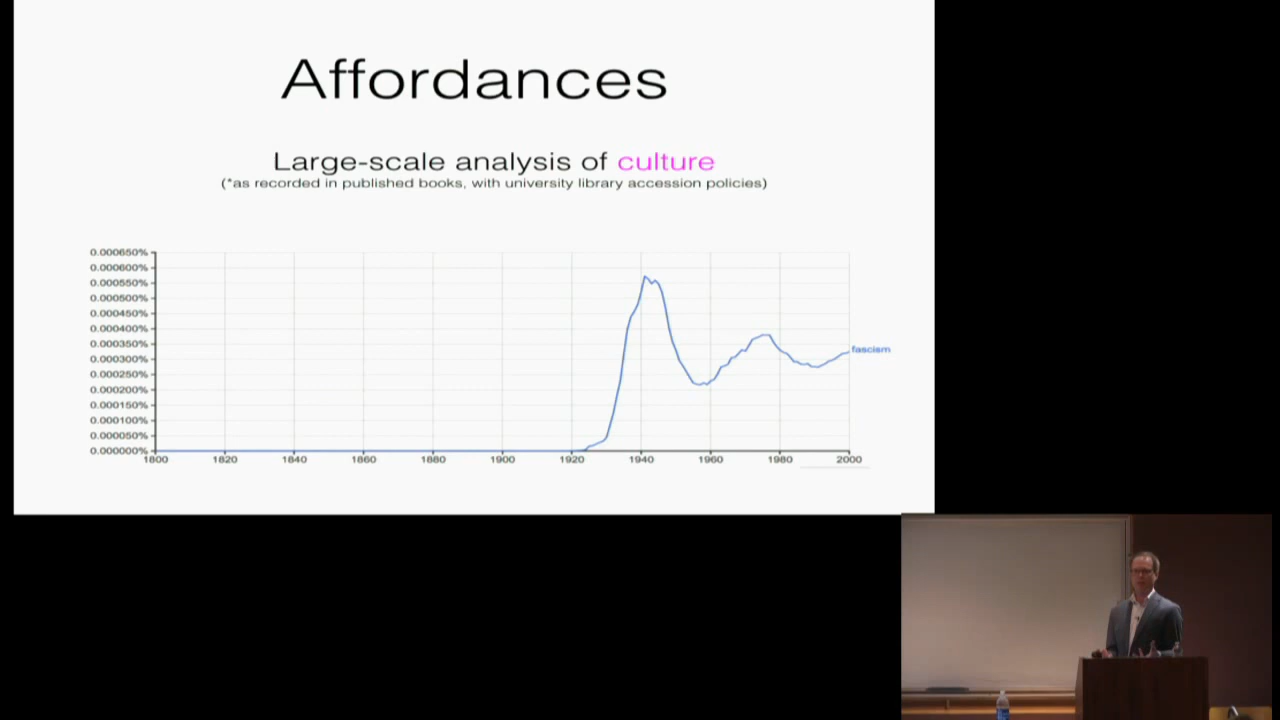 Affordances
Large-scale analysis of culture
(*as recorded in published books, with university library accession policies)
0.000650%
0.000600%
0.000550%
0.000500%
0.000450%
0.000400%
0.000350%
0.000300%
0.000250%
0.000200%
0.000150%
0.000100%
0.000050%
0.000000%
fascism
1800 1820 1840 1860 1880 1900 1920 1940 1960 1980 2000